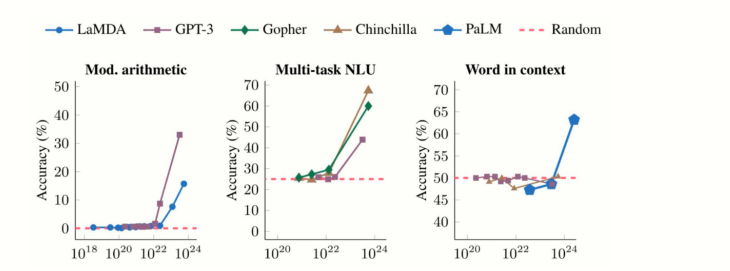 LaMDA GPT-3 Gopher Chinchilla PaLM Random
Mod. arithmetic
Accuracy (%)
50
40
30
20
10
0
10^18 10^20 10^22 10^24
Multi-task NLU
Accuracy (%)
70
60
50
40
30
20
10
0
10^20 10^22 10^24
Word in context
Accuracy (%)
70
65
60
55
50
45
40
10^20 10^22 10^24